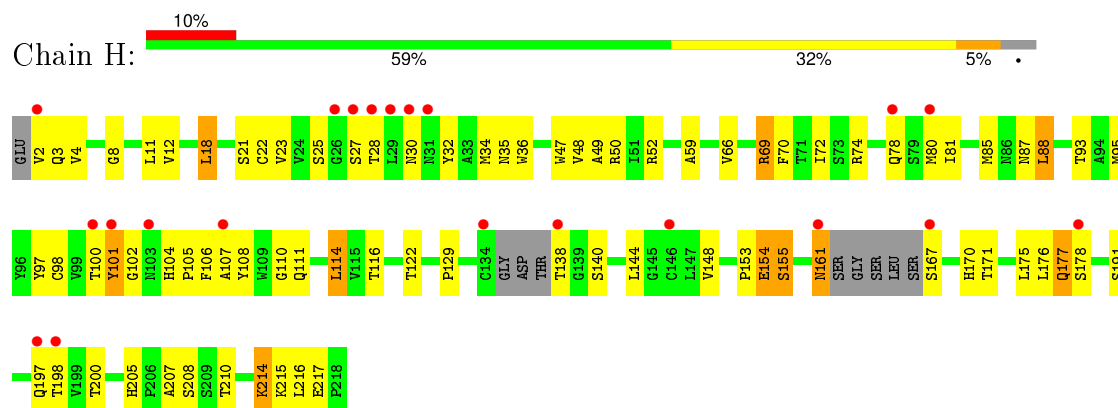 10%
Chain H:
59% 32% 5% •
GLU V2 Q3 V4 G8 L11 V12 L18 S21 C22 V23 V24 S25 G26 S27 T28 L29 N30 N31 Y32 A33 M34 N35 W36 W47 V48 A49 R50 I51 R52 A59 V66 R69 F70 T71 I72 S73 R74 Q78 S79 M80 I81 M85 N86 N87 L88 T93 A94 M95
Y96 Y97 C98 V99 T100 Y101 G102 N103 H104 P105 F106 A107 Y108 W109 G110 Q111 L114 V115 T116 T122 P129 C134 GLY ASP THR T138 G139 S140 L144 G145 C146 L147 V148 P153 E154 S155 N161 SER GLY SER LEU SER S167 H170 T171 L175 L176 Q177 S178 S191
Q197 T198 V199 T200 H205 P206 A207 S208 S209 T210 K214 K215 L216 E217 P218